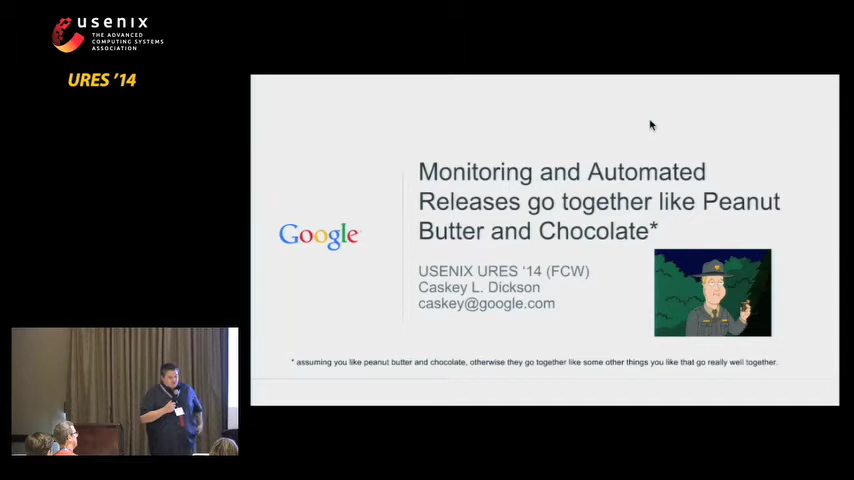 usenix
THE ADVANCED
COMPUTING SYSTEMS
ASSOCIATION
URES '14
Google
Monitoring and Automated
Releases go together like Peanut
Butter and Chocolate*
USENIX URES '14 (FCW)
Caskey L. Dickson
caskey@google.com
* assuming you like peanut butter and chocolate, otherwise they go together like some other things you like that go really well together.